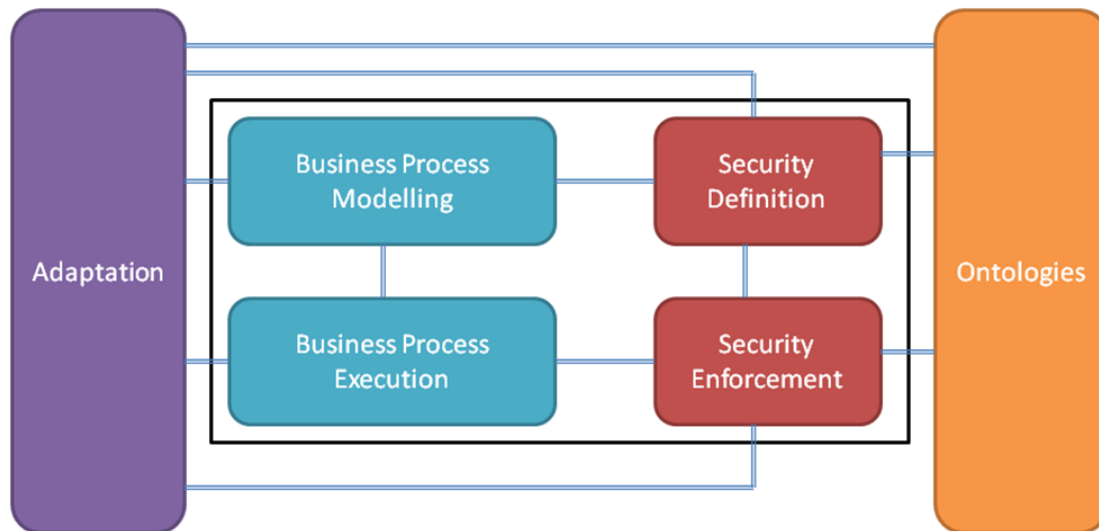 Business Process
Modelling
Security
Definition
Adaptation
Ontologies
Business Process
Execution
Security
Enforcement